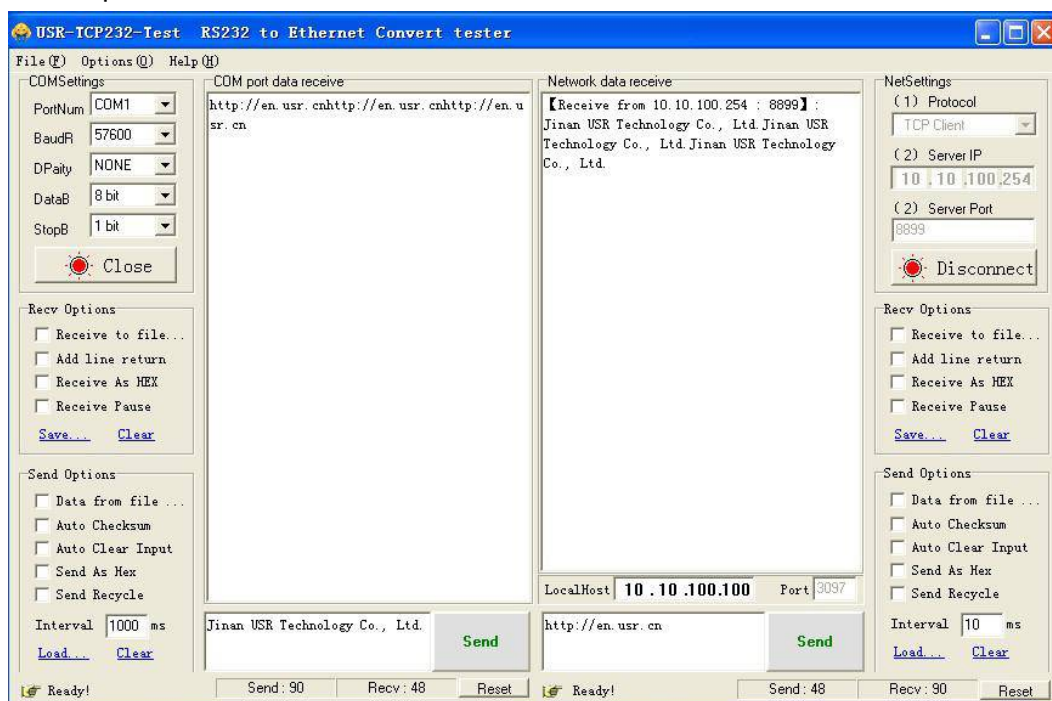 USR-TCP232-Test RS232 to Ethernet Convert tester
File(F) Options(O) Help(H)
COMSettings
PortNum COM1
BaudR 57600
DPaity NONE
DataB 8 bit
StopB 1 bit
Close
Recv Options
Receive to file...
Add line return
Receive As HEX
Receive Pause
Save... Clear
Send Options
Data from file ...
Auto Checksum
Auto Clear Input
Send As Hex
Send Recycle
Interval 1000 ms
Load... Clear
COM port data receive
http://en.usr.cnhttp://en.usr.cnhttp://en.u
sr.cn
Jinan USR Technology Co., Ltd.
Send
Network data receive
【Receive from 10.10.100.254 : 8899】:
Jinan USR Technology Co., Ltd.Jinan USR
Technology Co., Ltd.Jinan USR Technology
Co., Ltd.
LocalHost 10 .10 .100.100 Port 3097
http://en.usr.cn
Send
NetSettings
(1) Protocol
TCP Client
(2) Server IP
10 .10 .100.254
(2) Server Port
8899
Disconnect
Recv Options
Receive to file...
Add line return
Receive As HEX
Receive Pause
Save... Clear
Send Options
Data from file ...
Auto Checksum
Auto Clear Input
Send As Hex
Send Recycle
Interval 10 ms
Load... Clear
Ready! Send : 90 Recv : 48 Reset
Ready! Send : 48 Recv : 90 Reset